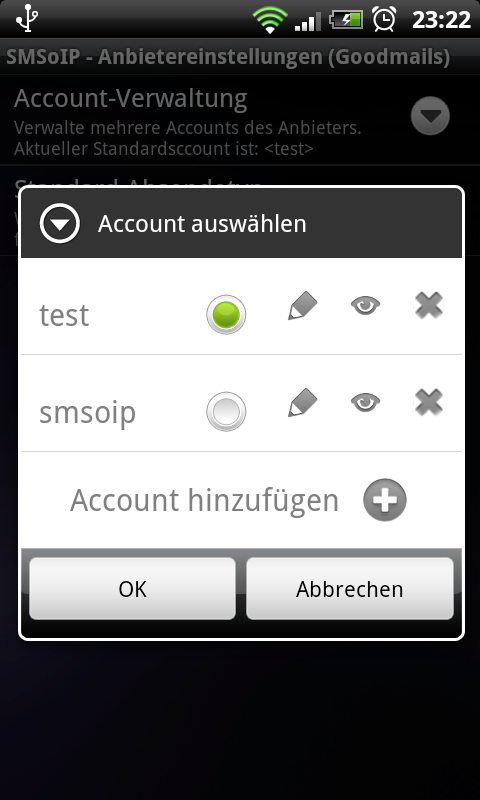 23:22
SMSoIP - Anbietereinstellungen (Goodmails)
Account-Verwaltung
Verwalte mehrere Accounts des Anbieters.
Aktueller Standardsccount ist: <test>
Account auswählen
test
smsoip
Account hinzufügen
OK
Abbrechen